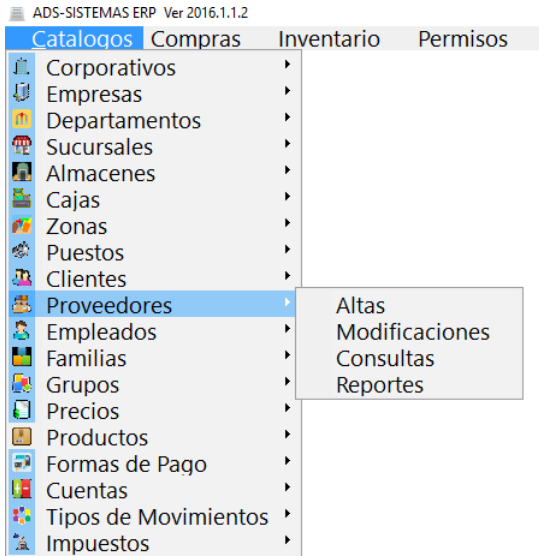 ADS-SISTEMAS ERP Ver 2016.1.1.2
Catalogos Compras Inventario Permisos
Corporativos
Empresas
Departamentos
Sucursales
Almacenes
Cajas
Zonas
Puestos
Clientes
Proveedores
Empleados
Familias
Grupos
Precios
Productos
Formas de Pago
Cuentas
Tipos de Movimientos
Impuestos
Altas
Modificaciones
Consultas
Reportes